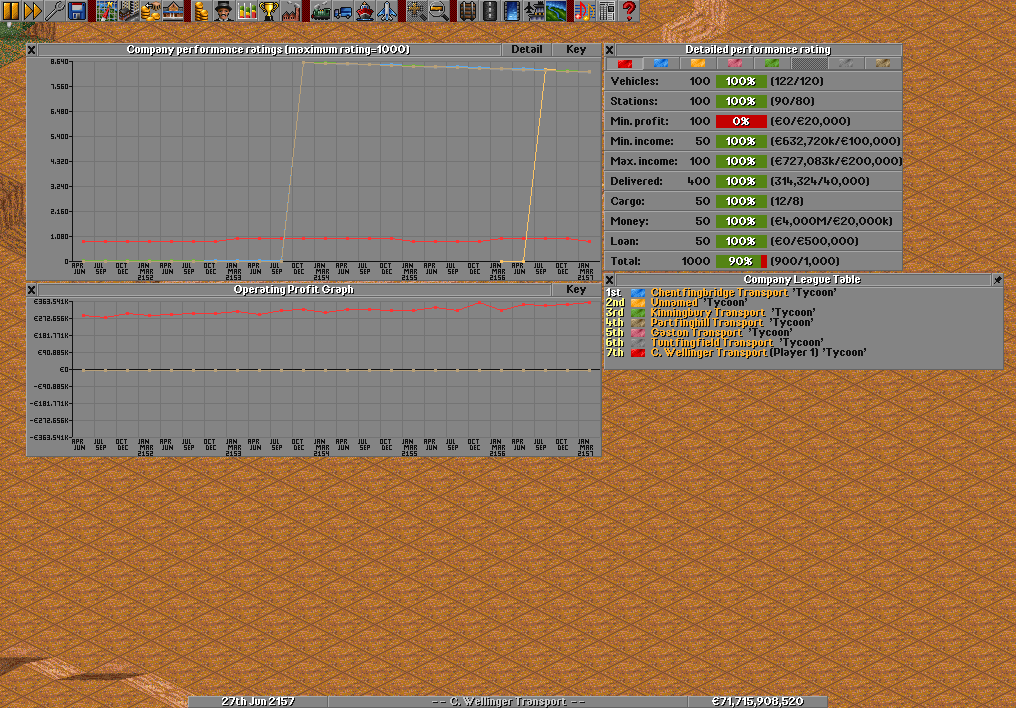 Company performance ratings (maximum rating=1000) Detail Key
8,640
7,560
6,480
5,400
4,320
3,240
2,160
1,080
0
APR JUN JUL SEP OCT DEC JAN MAR 2152 APR JUN JUL SEP OCT DEC JAN MAR 2153 APR JUN JUL SEP OCT DEC JAN MAR 2154 APR JUN JUL SEP OCT DEC JAN MAR 2155 APR JUN JUL SEP OCT DEC JAN MAR 2156 APR JUN JUL SEP OCT DEC JAN MAR 2157
Operating Profit Graph Key
€363,541K
€272,656K
€181,771K
€90,885K
€0
-€90,885K
-€181,771K
-€272,656K
-€363,541K
APR JUN JUL SEP OCT DEC JAN MAR 2152 APR JUN JUL SEP OCT DEC JAN MAR 2153 APR JUN JUL SEP OCT DEC JAN MAR 2154 APR JUN JUL SEP OCT DEC JAN MAR 2155 APR JUN JUL SEP OCT DEC JAN MAR 2156 APR JUN JUL SEP OCT DEC JAN MAR 2157
Detailed performance rating
Vehicles: 100 100% (122/120)
Stations: 100 100% (90/80)
Min. profit: 100 0% (€0/€20,000)
Min. income: 50 100% (€632,720k/€100,000)
Max. income: 100 100% (€727,083k/€200,000)
Delivered: 400 100% (314,324/40,000)
Cargo: 50 100% (12/8)
Money: 50 100% (€4,000M/€20,000k)
Loan: 50 100% (€0/€500,000)
Total: 1000 90% (900/1,000)
Company League Table
1st Chentfingbridge Transport 'Tycoon'
2nd Unnamed 'Tycoon'
3rd Kinningbury Transport 'Tycoon'
4th Partfinghill Transport 'Tycoon'
5th Gaston Transport 'Tycoon'
6th Tuntfingfield Transport 'Tycoon'
7th C. Wellinger Transport (Player 1) 'Tycoon'
27th Jun 2157 -- C. Wellinger Transport -- €71,715,908,520